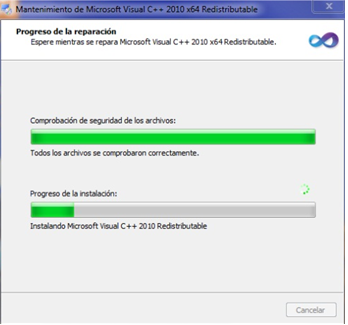 Mantenimiento de Microsoft Visual C++ 2010 x64 Redistributable
Progreso de la reparación
Espere mientras se repara Microsoft Visual C++ 2010 x64 Redistributable.
Comprobación de seguridad de los archivos:
Todos los archivos se comprobaron correctamente.
Progreso de la instalación:
Instalando Microsoft Visual C++ 2010 Redistributable
Cancelar